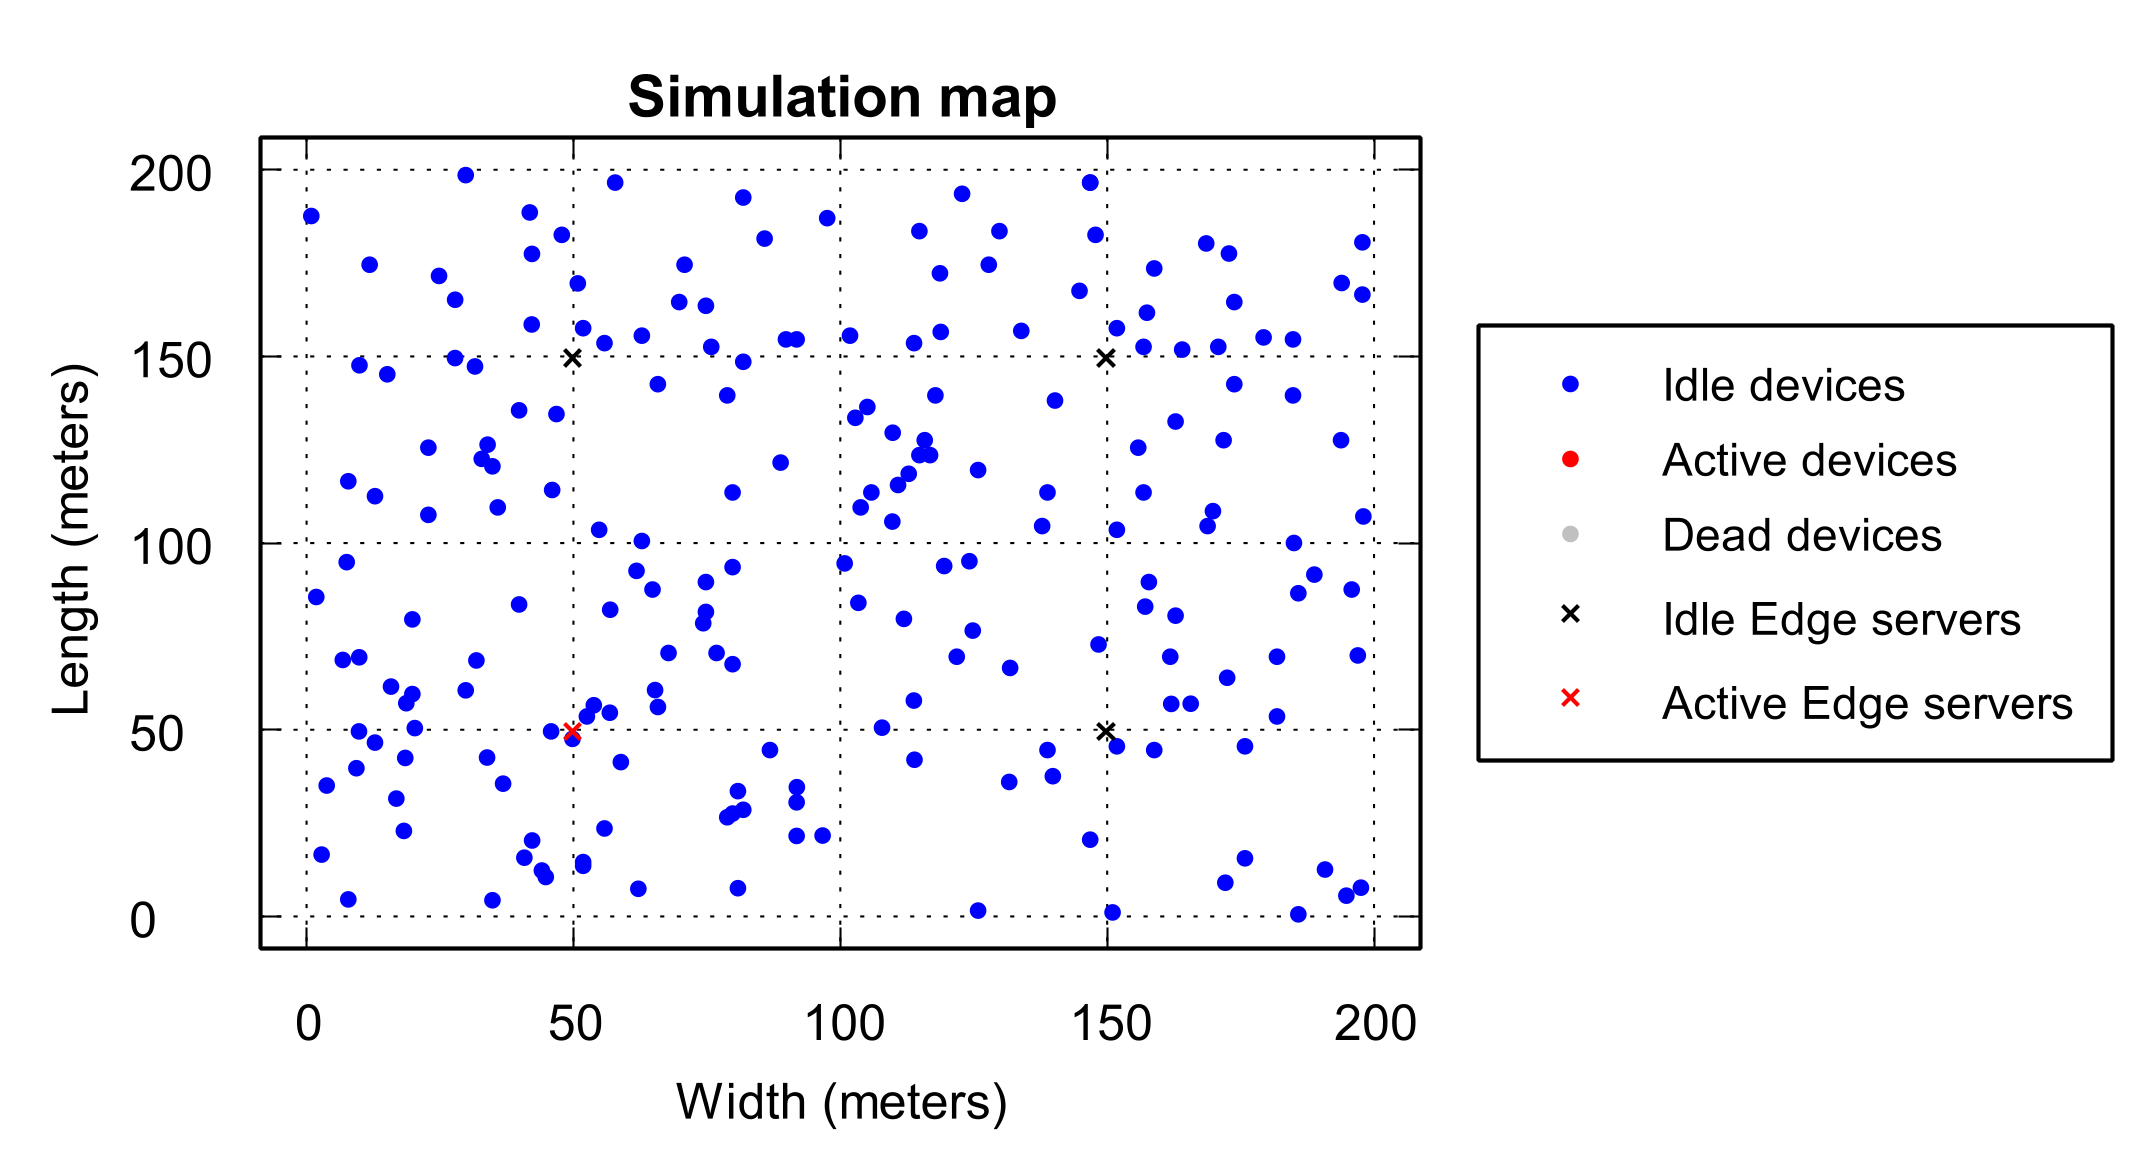 Simulation map
200
150
100
50
0
Length (meters)
0 50 100 150 200
Width (meters)
Idle devices
Active devices
Dead devices
Idle Edge servers
Active Edge servers